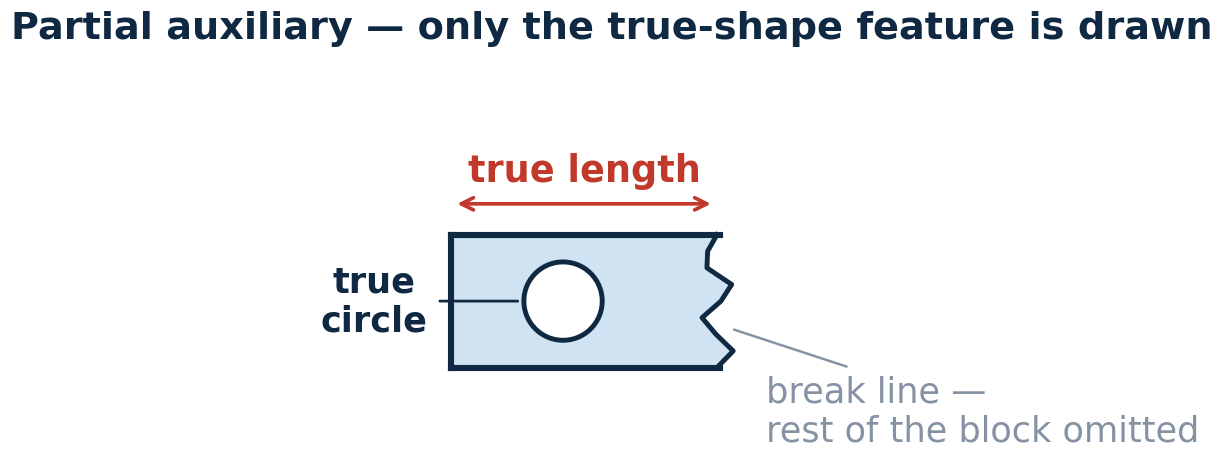 Partial auxiliary — only the true-shape feature is drawn
true length
true
circle
break line —
rest of the block omitted